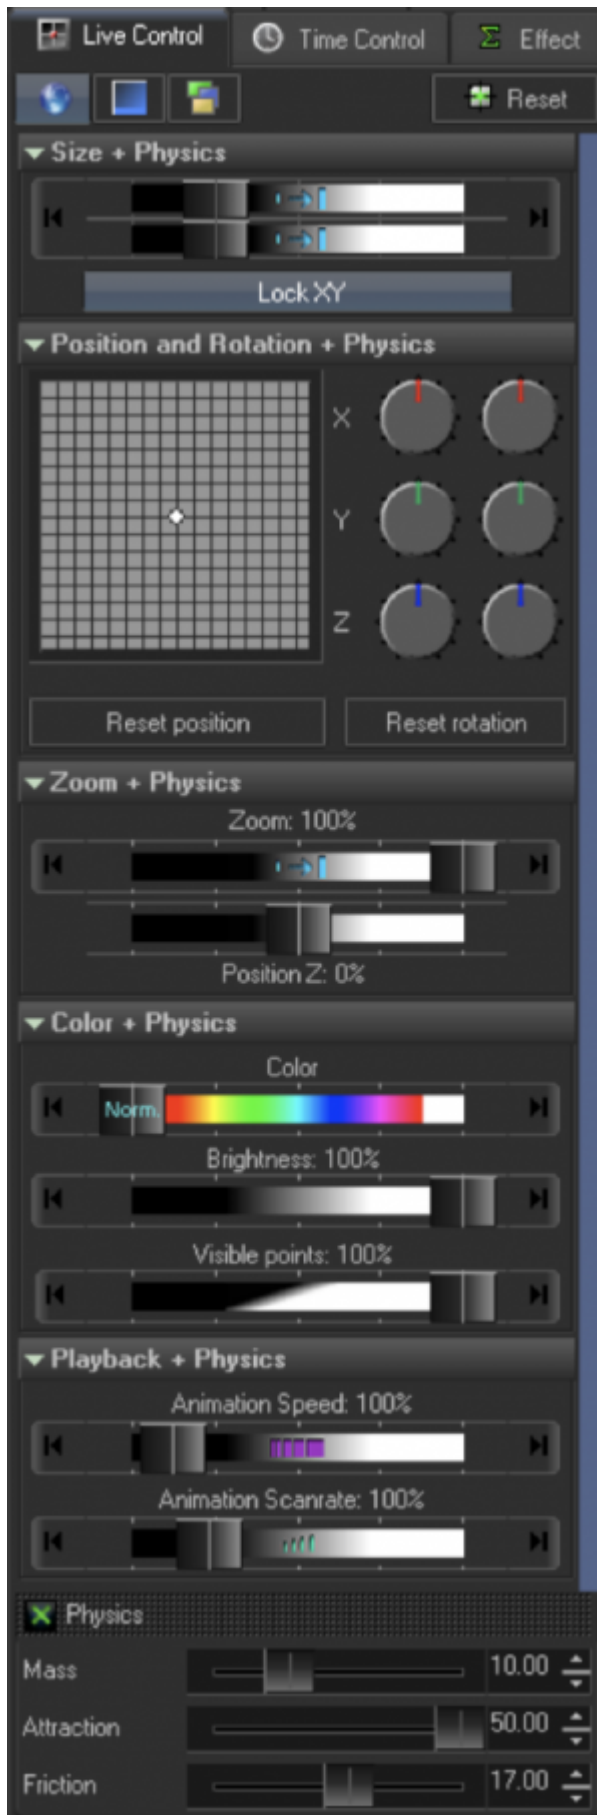 Live Control Time Control Effect
Reset
Size + Physics
Lock XY
Position and Rotation + Physics
X
Y
Z
Reset position Reset rotation
Zoom + Physics
Zoom: 100%
Position Z: 0%
Color + Physics
Color
Norm.
Brightness: 100%
Visible points: 100%
Playback + Physics
Animation Speed: 100%
Animation Scanrate: 100%
Physics
Mass 10.00
Attraction 50.00
Friction 17.00